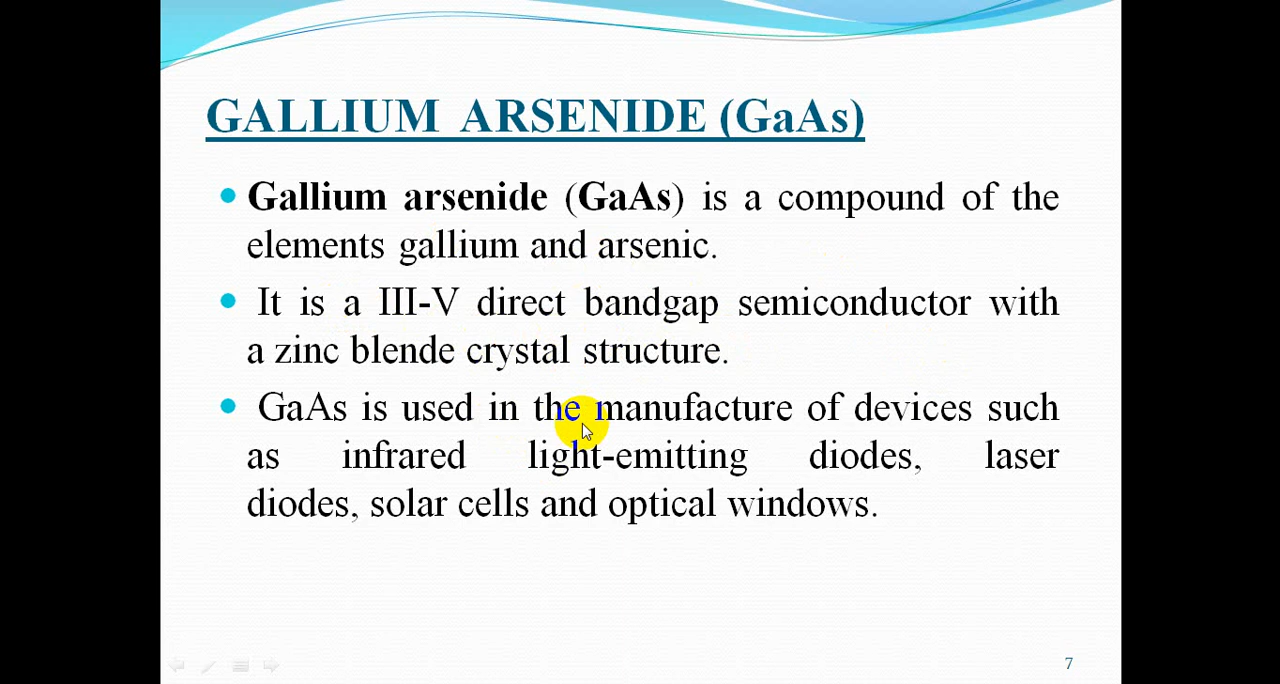 GALLIUM ARSENIDE (GaAs)
• Gallium arsenide (GaAs) is a compound of the
elements gallium and arsenic.
• It is a III-V direct bandgap semiconductor with
a zinc blende crystal structure.
• GaAs is used in the manufacture of devices such
as infrared light-emitting diodes, laser
diodes, solar cells and optical windows.
7